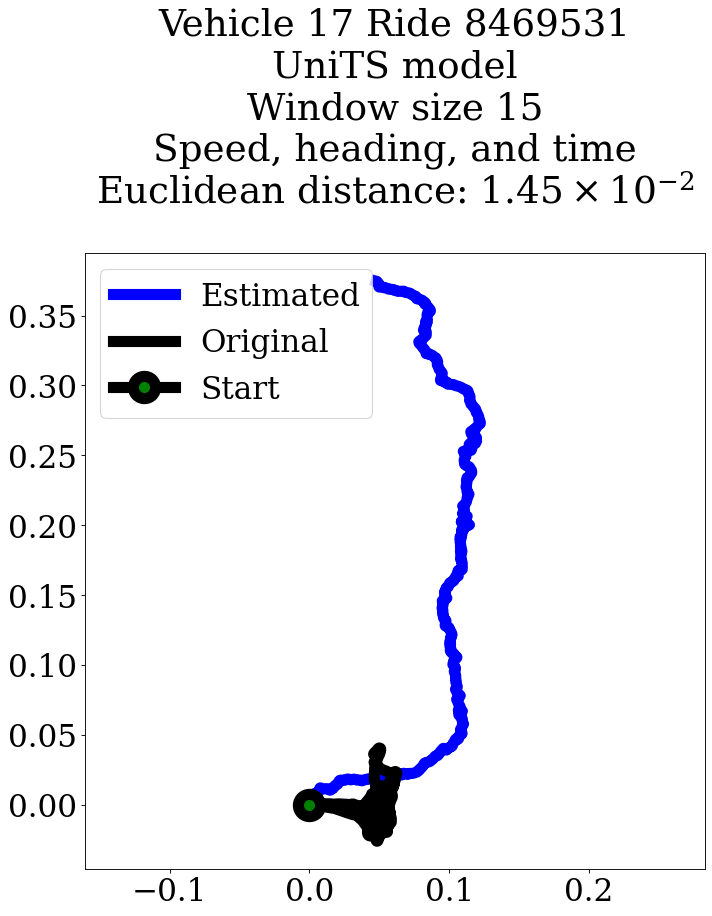 Vehicle 17 Ride 8469531
UniTS model
Window size 15
Speed, heading, and time
Euclidean distance: 1.45 × 10⁻²
Estimated
Original
Start
0.35
0.30
0.25
0.20
0.15
0.10
0.05
0.00
−0.1 0.0 0.1 0.2